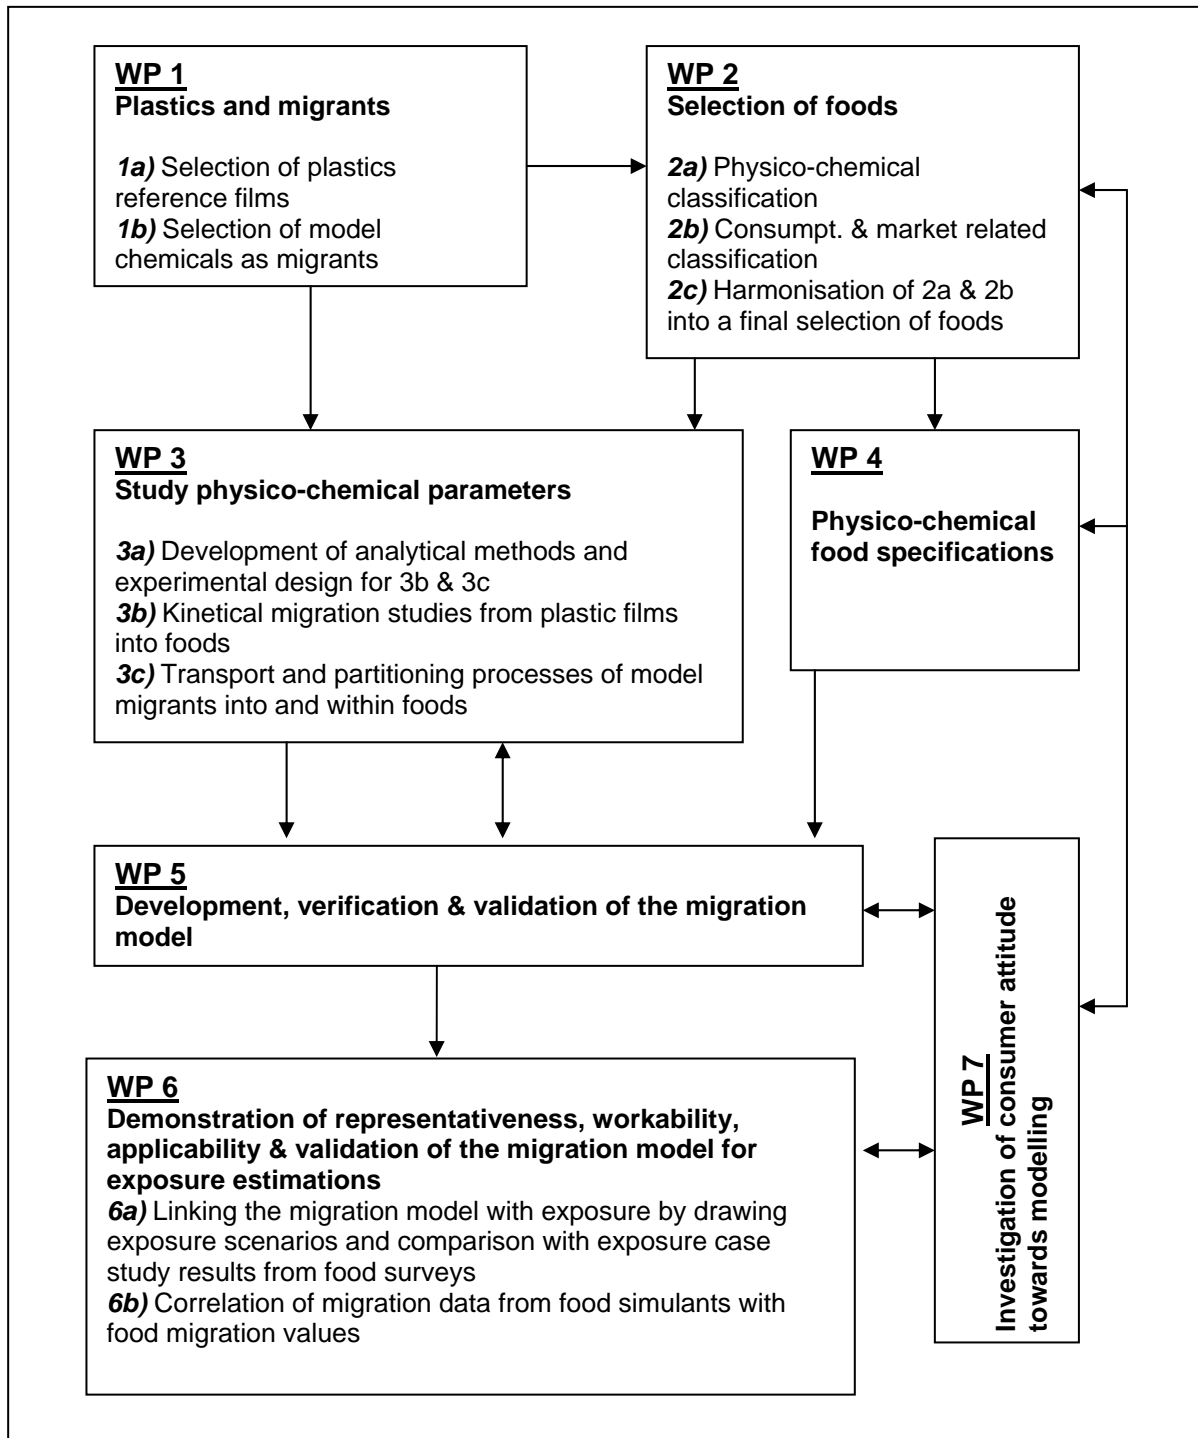 WP 1
Plastics and migrants
1a) Selection of plastics
reference films
1b) Selection of model
chemicals as migrants
WP 2
Selection of foods
2a) Physico-chemical
classification
2b) Consumpt. & market related
classification
2c) Harmonisation of 2a & 2b
into a final selection of foods
WP 3
Study physico-chemical parameters
3a) Development of analytical methods and
experimental design for 3b & 3c
3b) Kinetical migration studies from plastic films
into foods
3c) Transport and partitioning processes of model
migrants into and within foods
WP 4
Physico-chemical
food specifications
WP 5
Development, verification & validation of the migration
model
WP 6
Demonstration of representativeness, workability,
applicability & validation of the migration model for
exposure estimations
6a) Linking the migration model with exposure by drawing
exposure scenarios and comparison with exposure case
study results from food surveys
6b) Correlation of migration data from food simulants with
food migration values
WP 7
Investigation of consumer attitude
towards modelling